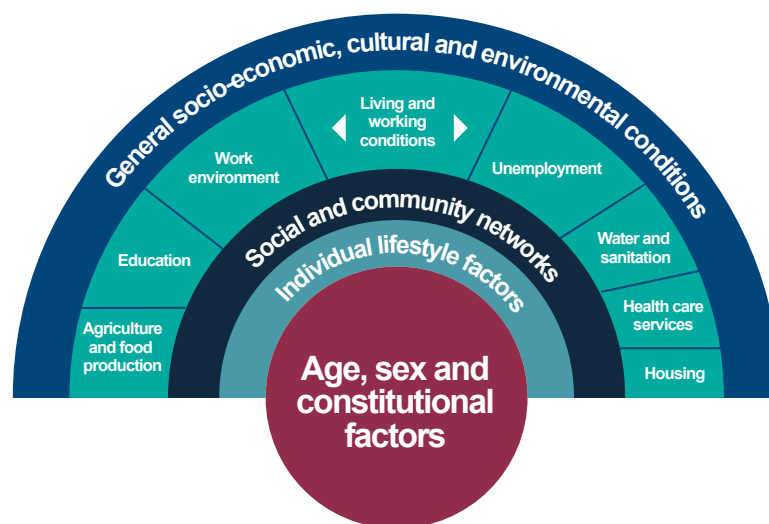 General socio-economic, cultural and environmental conditions
Living and
working
conditions
Work
environment
Unemployment
Education
Water and
sanitation
Agriculture
and food
production
Health care
services
Housing
Social and community networks
Individual lifestyle factors
Age, sex and
constitutional
factors